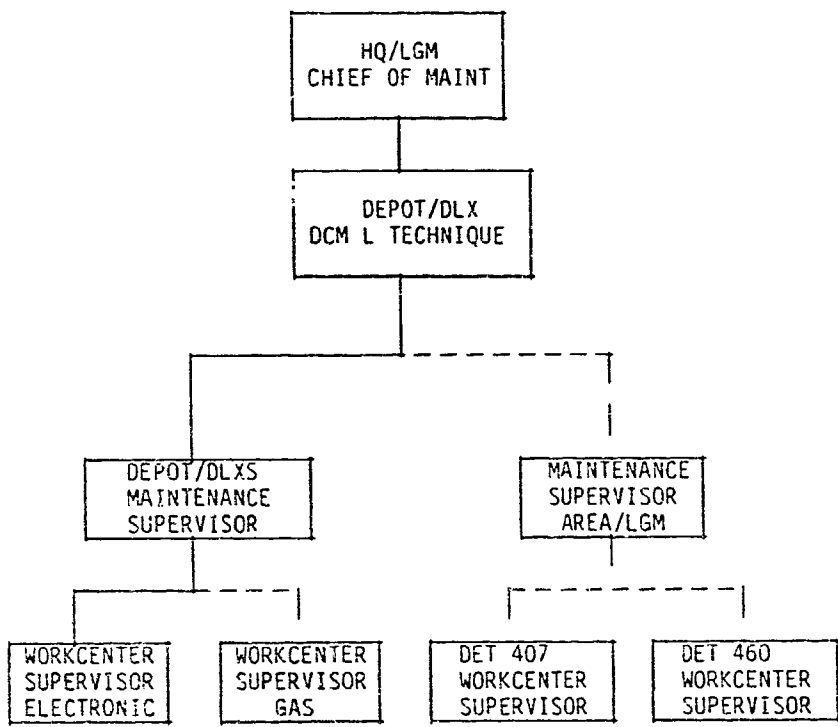 HQ/LGM
CHIEF OF MAINT
DEPOT/DLX
DCM L TECHNIQUE
DEPOT/DLXS
MAINTENANCE
SUPERVISOR
MAINTENANCE
SUPERVISOR
AREA/LGM
WORKCENTER
SUPERVISOR
ELECTRONIC
WORKCENTER
SUPERVISOR
GAS
DET 407
WORKCENTER
SUPERVISOR
DET 460
WORKCENTER
SUPERVISOR